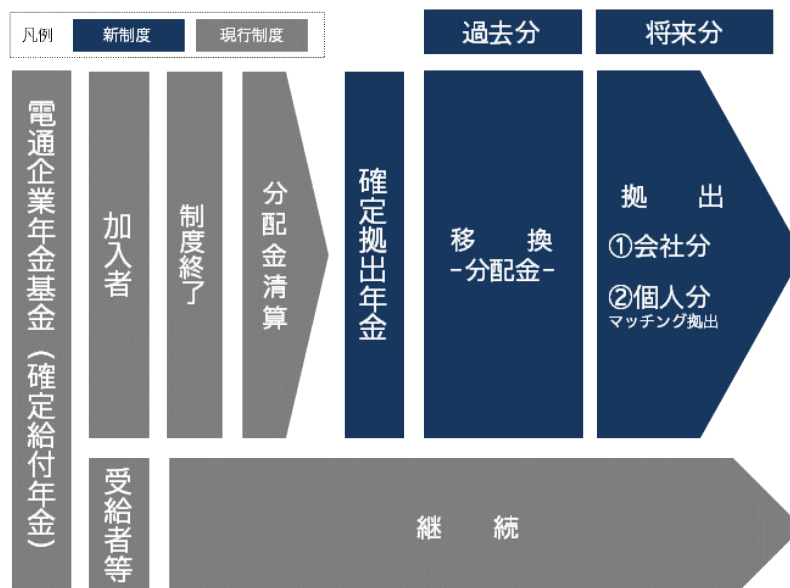 凡例
新制度
現行制度
過去分
将来分
電通企業年金基金（確定給付年金）
加入者
制度終了
分配金清算
確定拠出年金
移　換
-分配金-
拠　出
①会社分
②個人分
マッチング拠出
受給者等
継　続